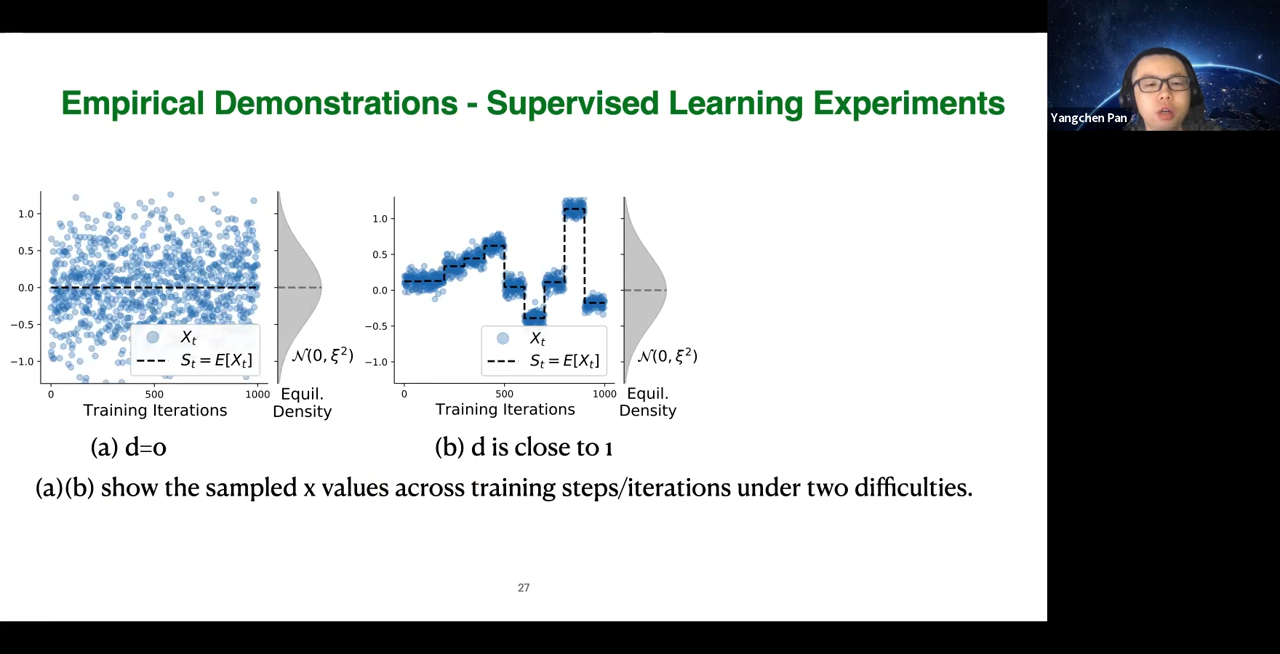 Empirical Demonstrations - Supervised Learning Experiments
Yangchen Pan
1.0
0.5
0.0
−0.5
−1.0
X_t
S_t = E[X_t]
0
500
1000
Training Iterations
𝒩(0, ξ²)
Equil.
Density
(a) d=0
1.0
0.5
0.0
−0.5
−1.0
X_t
S_t = E[X_t]
0
500
1000
Training Iterations
𝒩(0, ξ²)
Equil.
Density
(b) d is close to 1
(a)(b) show the sampled x values across training steps/iterations under two difficulties.
27